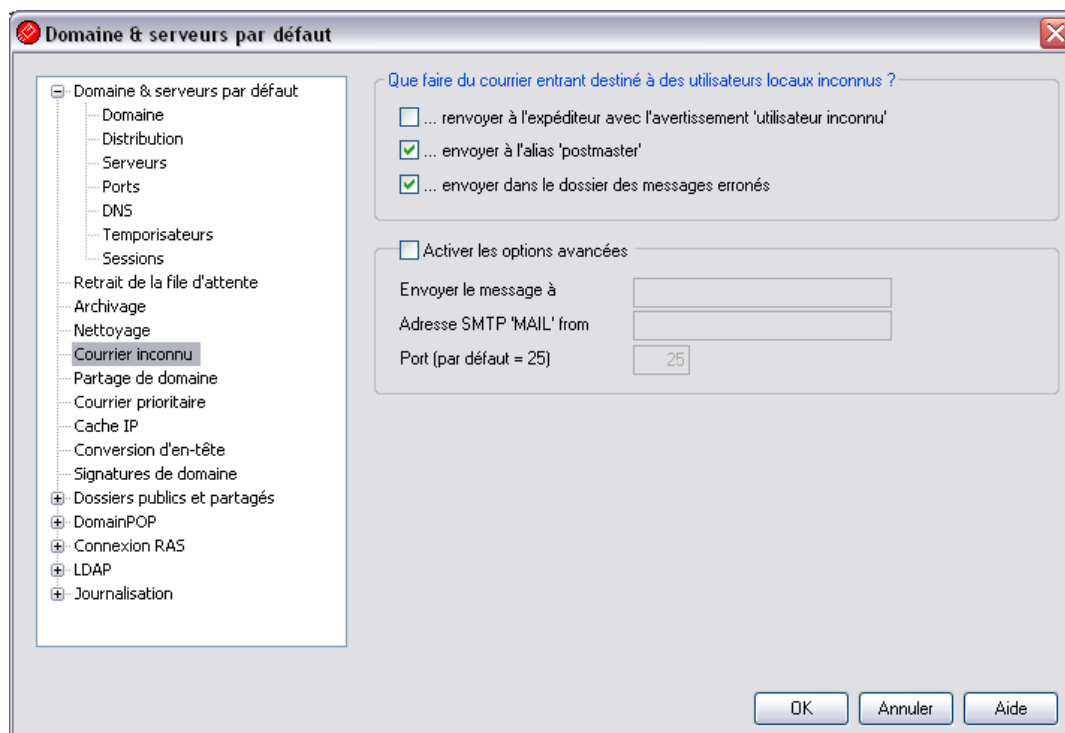 Domaine & serveurs par défaut
Domaine & serveurs par défaut
Domaine
Distribution
Serveurs
Ports
DNS
Temporisateurs
Sessions
Retrait de la file d'attente
Archivage
Nettoyage
Courrier inconnu
Partage de domaine
Courrier prioritaire
Cache IP
Conversion d'en-tête
Signatures de domaine
Dossiers publics et partagés
DomainPOP
Connexion RAS
LDAP
Journalisation
Que faire du courrier entrant destiné à des utilisateurs locaux inconnus ?
... renvoyer à l'expéditeur avec l'avertissement 'utilisateur inconnu'
... envoyer à l'alias 'postmaster'
... envoyer dans le dossier des messages erronés
Activer les options avancées
Envoyer le message à
Adresse SMTP 'MAIL' from
Port (par défaut = 25) 25
OK Annuler Aide